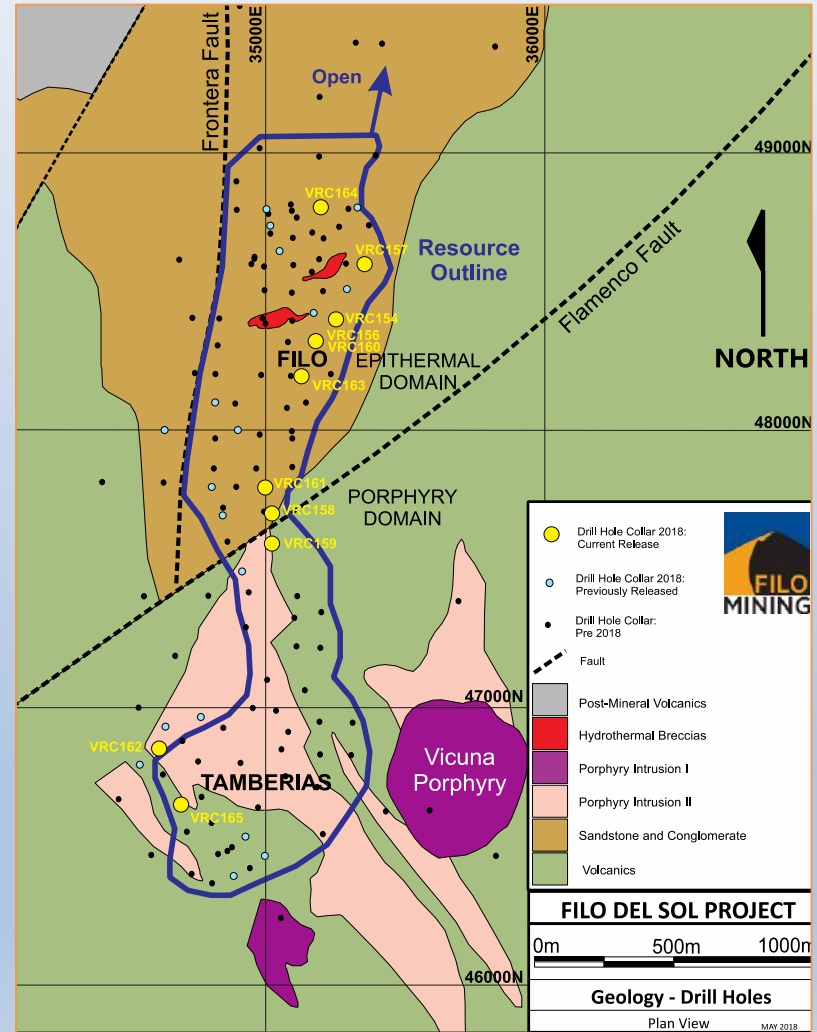 Frontera Fault
35000E
36000E
Open
49000N
VRC164
VRC157
Resource
Outline
Flamenco Fault
VRC154
VRC156
VRC160
FILO
EPITHERMAL
DOMAIN
VRC163
NORTH
48000N
VRC161
VRC158
VRC159
PORPHYRY
DOMAIN
47000N
VRC162
TAMBERIAS
VRC165
Vicuna
Porphyry
46000N
Drill Hole Collar 2018:
Current Release
Drill Hole Collar 2018:
Previously Released
Drill Hole Collar:
Pre 2018
Fault
FILO
MINING
Post-Mineral Volcanics
Hydrothermal Breccias
Porphyry Intrusion I
Porphyry Intrusion II
Sandstone and Conglomerate
Volcanics
FILO DEL SOL PROJECT
0m 500m 1000m
Geology - Drill Holes
Plan View MAY 2018